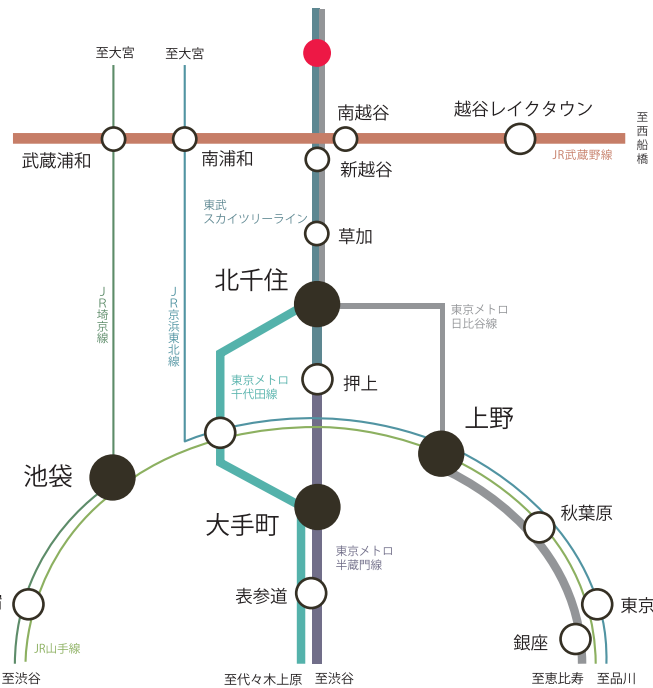 至大宮
至大宮
南越谷
越谷レイクタウン
至西船橋
武蔵浦和
南浦和
新越谷
JR武蔵野線
東武
スカイツリーライン
草加
北千住
JR埼京線
JR京浜東北線
東京メトロ
日比谷線
東京メトロ
千代田線
押上
上野
池袋
大手町
秋葉原
東京メトロ
半蔵門線
表参道
東京
銀座
JR山手線
至渋谷
至代々木上原
至渋谷
至恵比寿
至品川